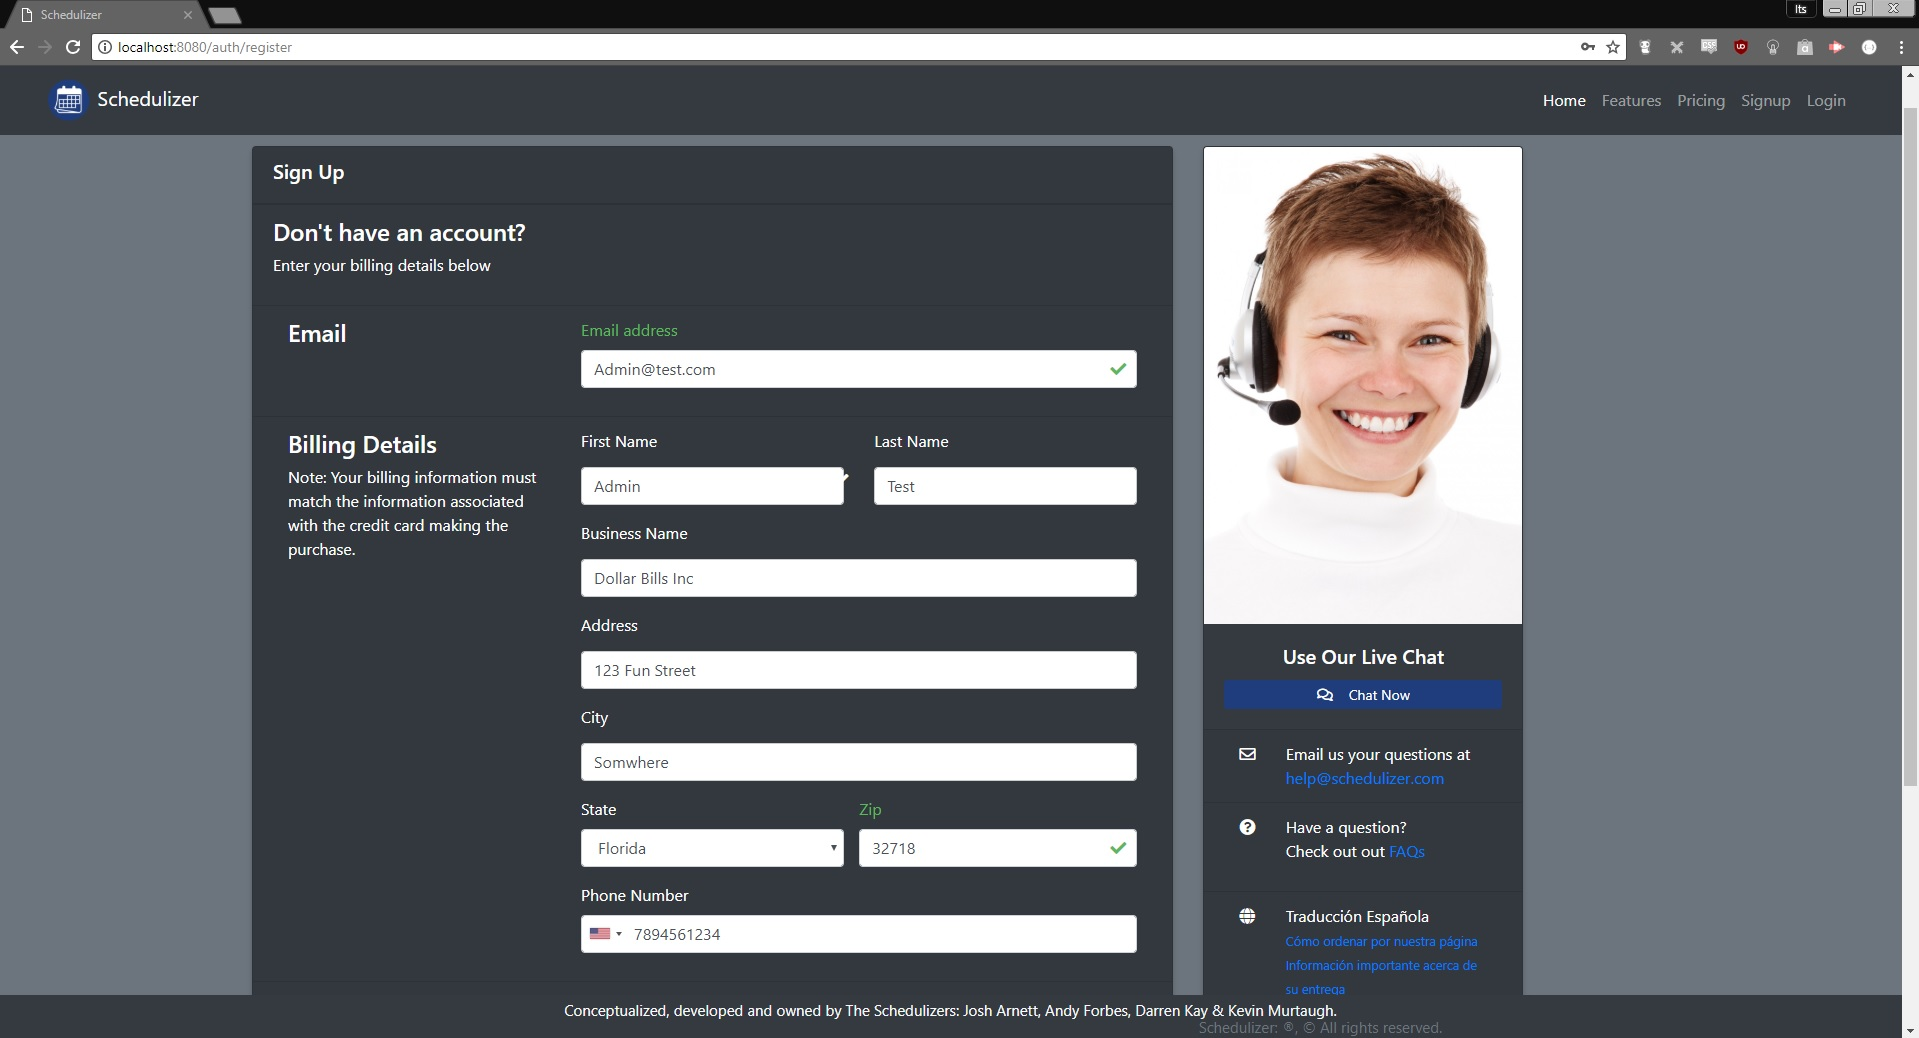 Schedulizer
Its
localhost:8080/auth/register
Schedulizer
Home Features Pricing Signup Login
Sign Up
Don't have an account?
Enter your billing details below
Email
Email address
Admin@test.com
Billing Details
Note: Your billing information must
match the information associated
with the credit card making the
purchase.
First Name
Last Name
Admin
Test
Business Name
Dollar Bills Inc
Address
123 Fun Street
City
Somwhere
State
Zip
Florida
32718
Phone Number
7894561234
Use Our Live Chat
Chat Now
Email us your questions at
help@schedulizer.com
Have a question?
Check out out FAQs
Traducción Española
Cómo ordenar por nuestra página
Información importante acerca de
su entrega
Conceptualized, developed and owned by The Schedulizers: Josh Arnett, Andy Forbes, Darren Kay & Kevin Murtaugh.
Schedulizer: ®, © All rights reserved.